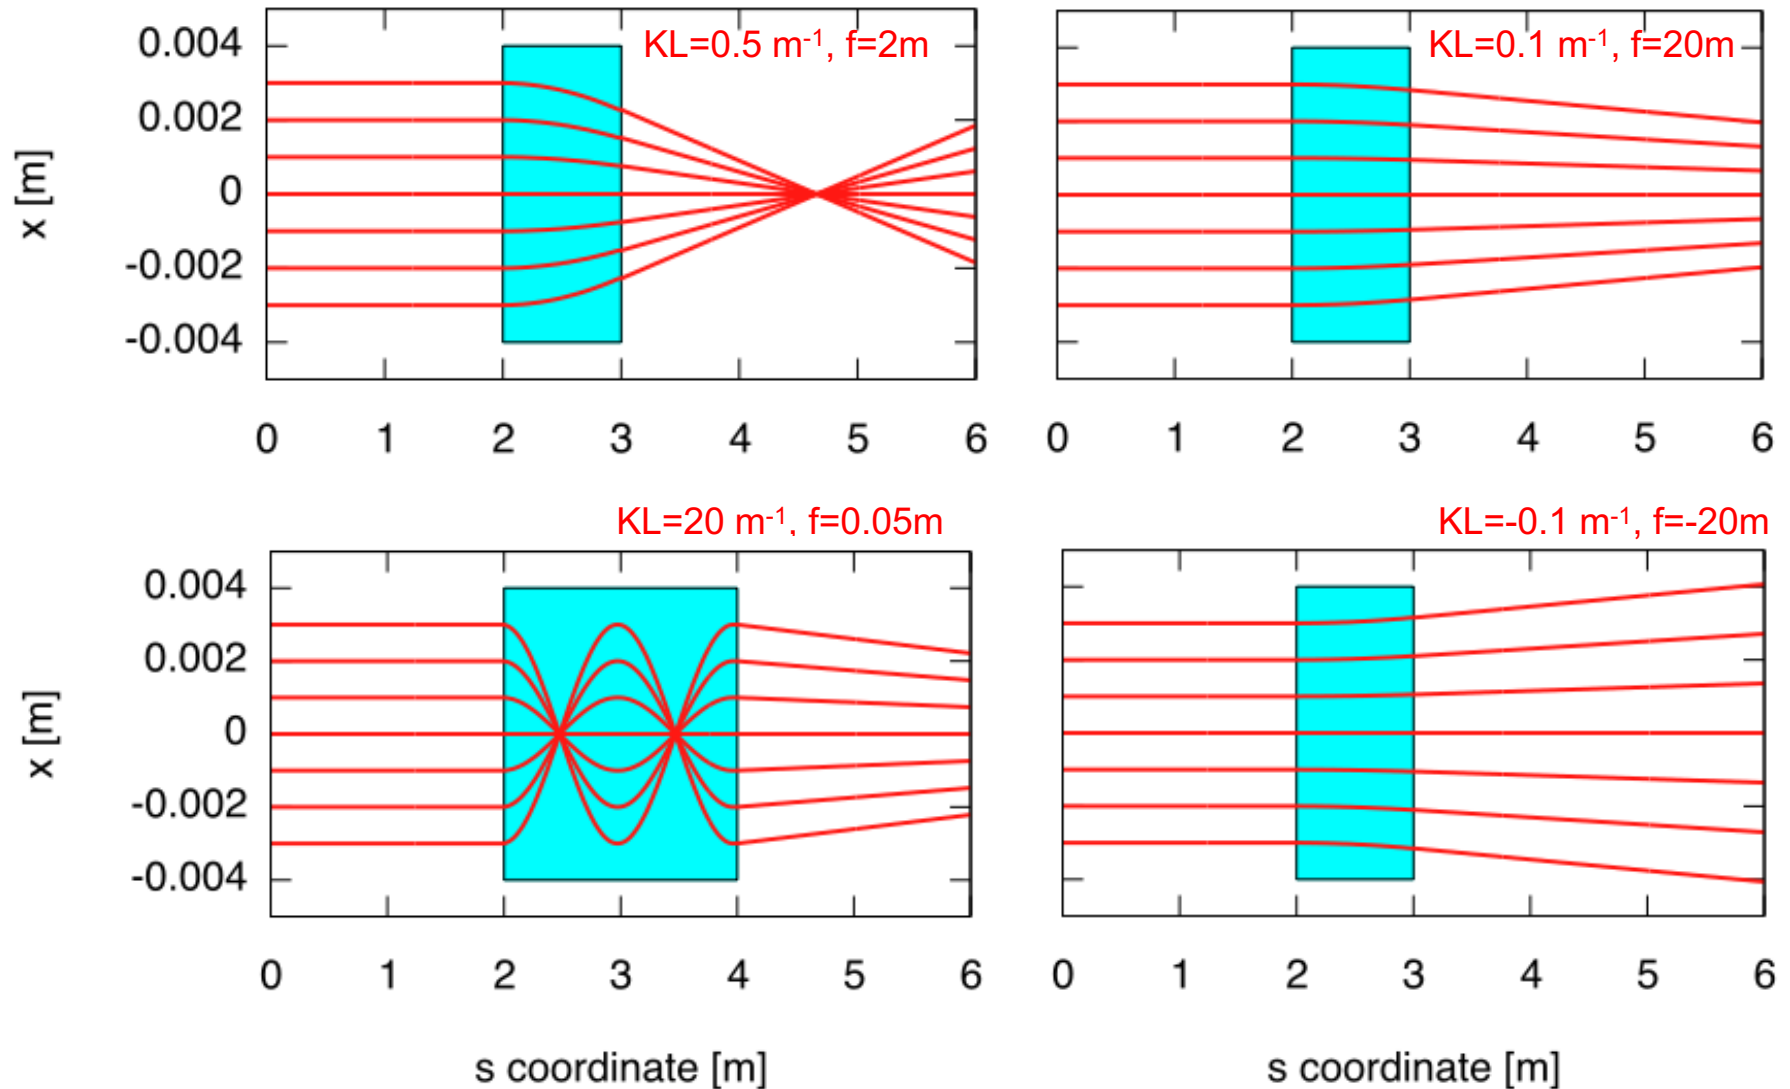 KL=0.5 m-1, f=2m
0.004
0.002
0
-0.002
-0.004
x [m]
0 1 2 3 4 5 6
KL=0.1 m-1, f=20m
0 1 2 3 4 5 6
KL=20 m-1, f=0.05m
0.004
0.002
0
-0.002
-0.004
x [m]
0 1 2 3 4 5 6
s coordinate [m]
KL=-0.1 m-1, f=-20m
0 1 2 3 4 5 6
s coordinate [m]